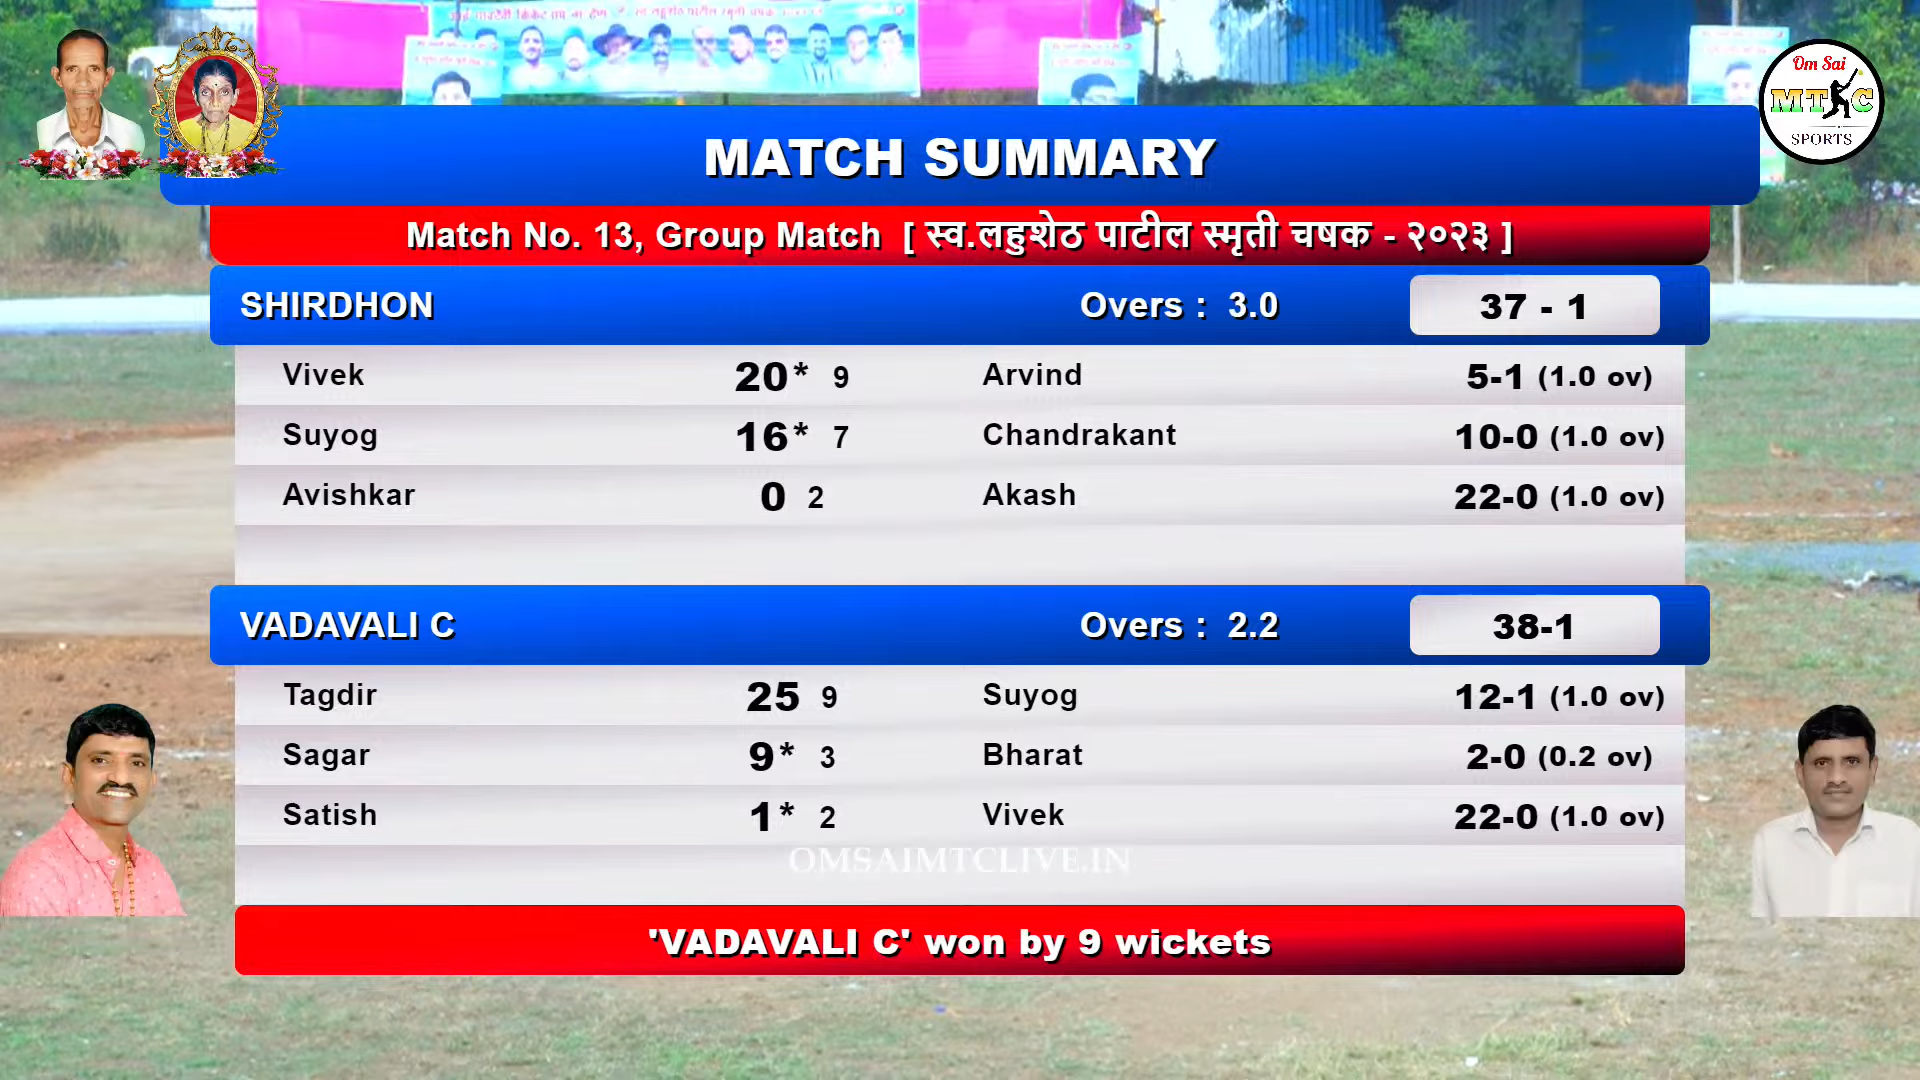 Om Sai
MTC
SPORTS
MATCH SUMMARY
Match No. 13, Group Match [ स्व.लहुशेठ पाटील स्मृती चषक - २०२३ ]
SHIRDHON Overs : 3.0 37 - 1
Vivek 20* 9 Arvind 5-1 (1.0 ov)
Suyog 16* 7 Chandrakant 10-0 (1.0 ov)
Avishkar 0 2 Akash 22-0 (1.0 ov)
VADAVALI C Overs : 2.2 38-1
Tagdir 25 9 Suyog 12-1 (1.0 ov)
Sagar 9* 3 Bharat 2-0 (0.2 ov)
Satish 1* 2 Vivek 22-0 (1.0 ov)
OMSAIMTCLIVE.IN
'VADAVALI C' won by 9 wickets